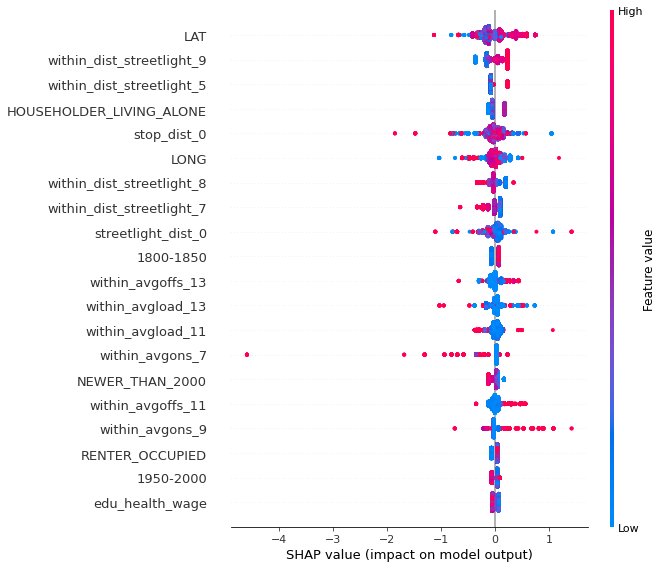 High
LAT
within_dist_streetlight_9
within_dist_streetlight_5
HOUSEHOLDER_LIVING_ALONE
stop_dist_0
LONG
within_dist_streetlight_8
within_dist_streetlight_7
streetlight_dist_0
1800-1850
within_avgoffs_13
within_avgload_13
within_avgload_11
within_avgons_7
NEWER_THAN_2000
within_avgoffs_11
within_avgons_9
RENTER_OCCUPIED
1950-2000
edu_health_wage
Feature value
Low
−4 −3 −2 −1 0 1
SHAP value (impact on model output)